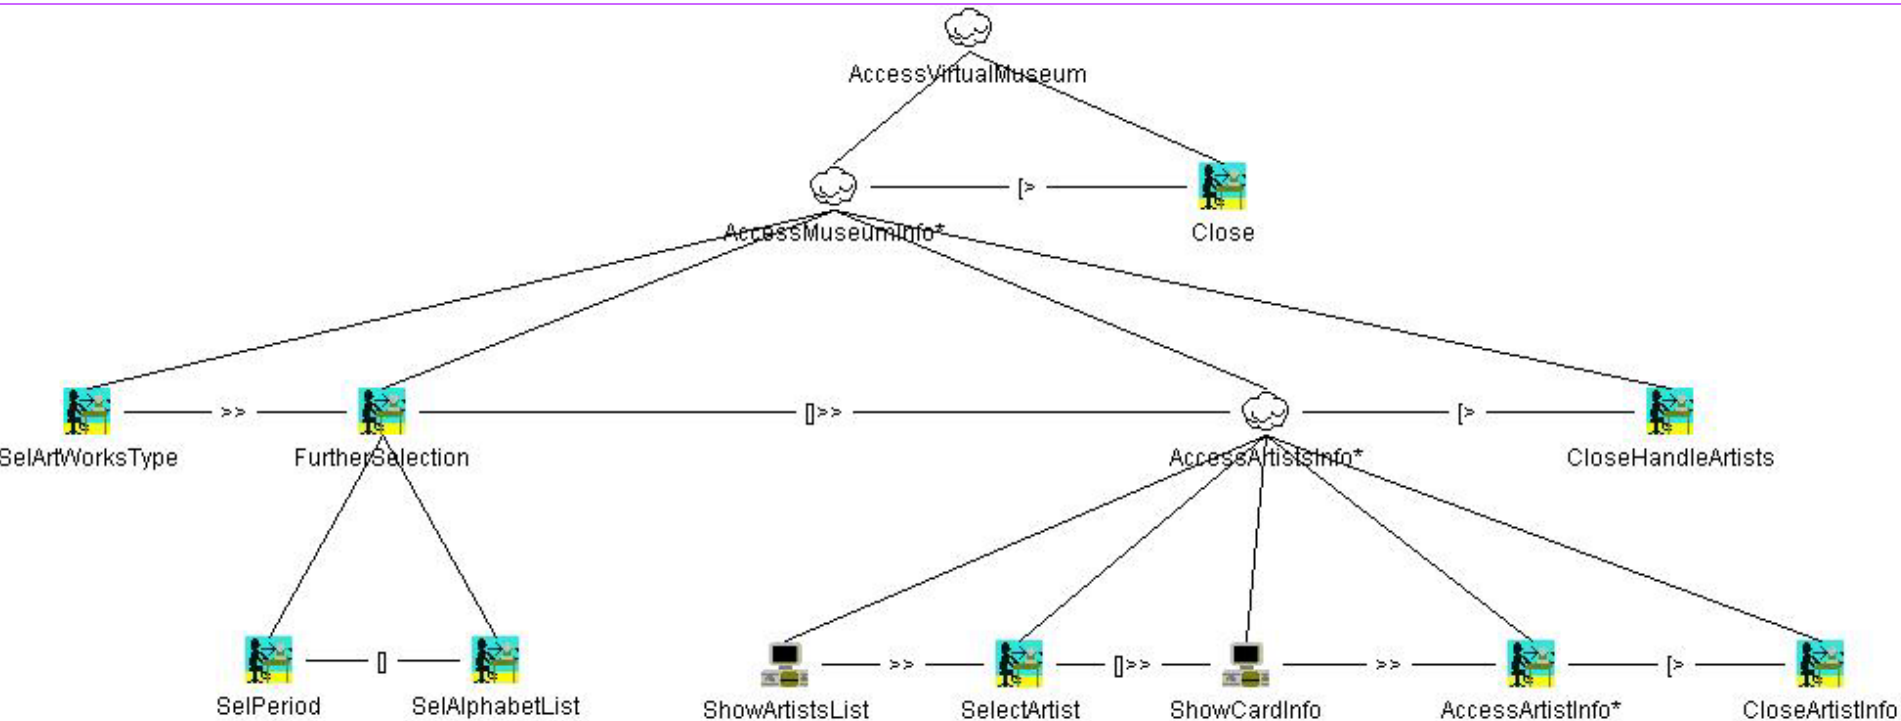 AccessVirtualMuseum
[>
AccessMuseumInfo*
Close
>>
[]>>
[>
SelArtWorksType
FurtherSelection
AccessArtistsInfo*
CloseHandleArtists
[]
>>
[]>>
>>
[>
SelPeriod
SelAlphabetList
ShowArtistsList
SelectArtist
ShowCardInfo
AccessArtistInfo*
CloseArtistInfo